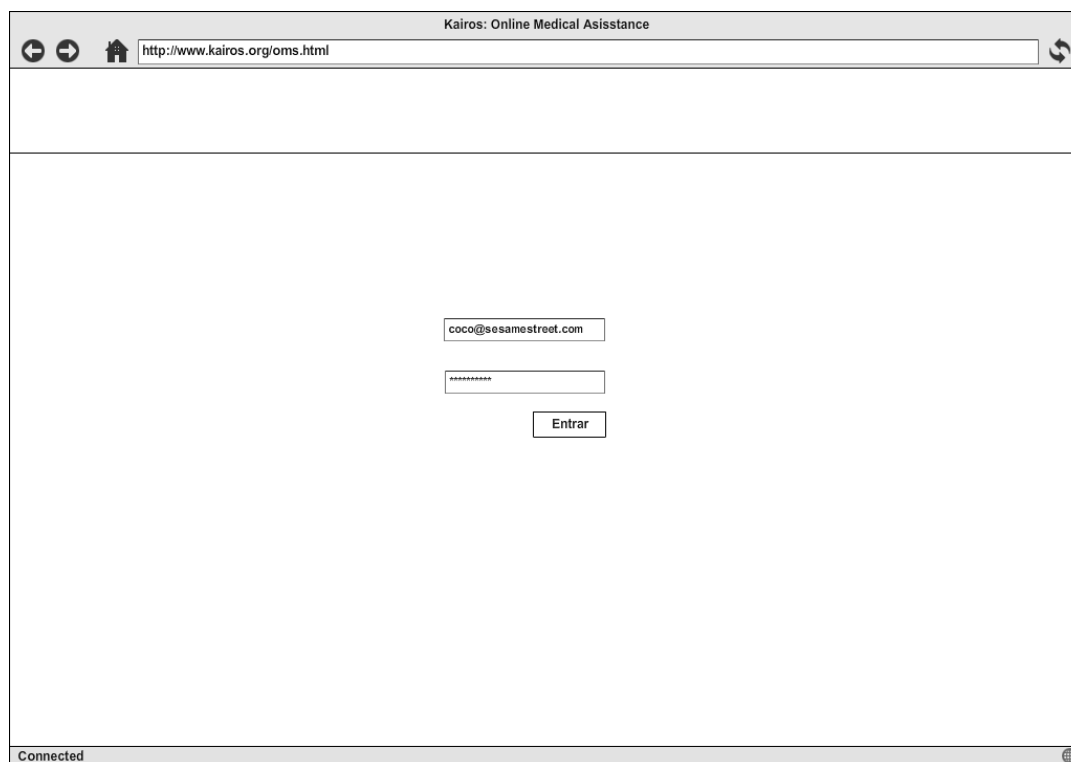 Kairos: Online Medical Asisstance
http://www.kairos.org/oms.html
coco@sesamestreet.com
**********
Entrar
Connected